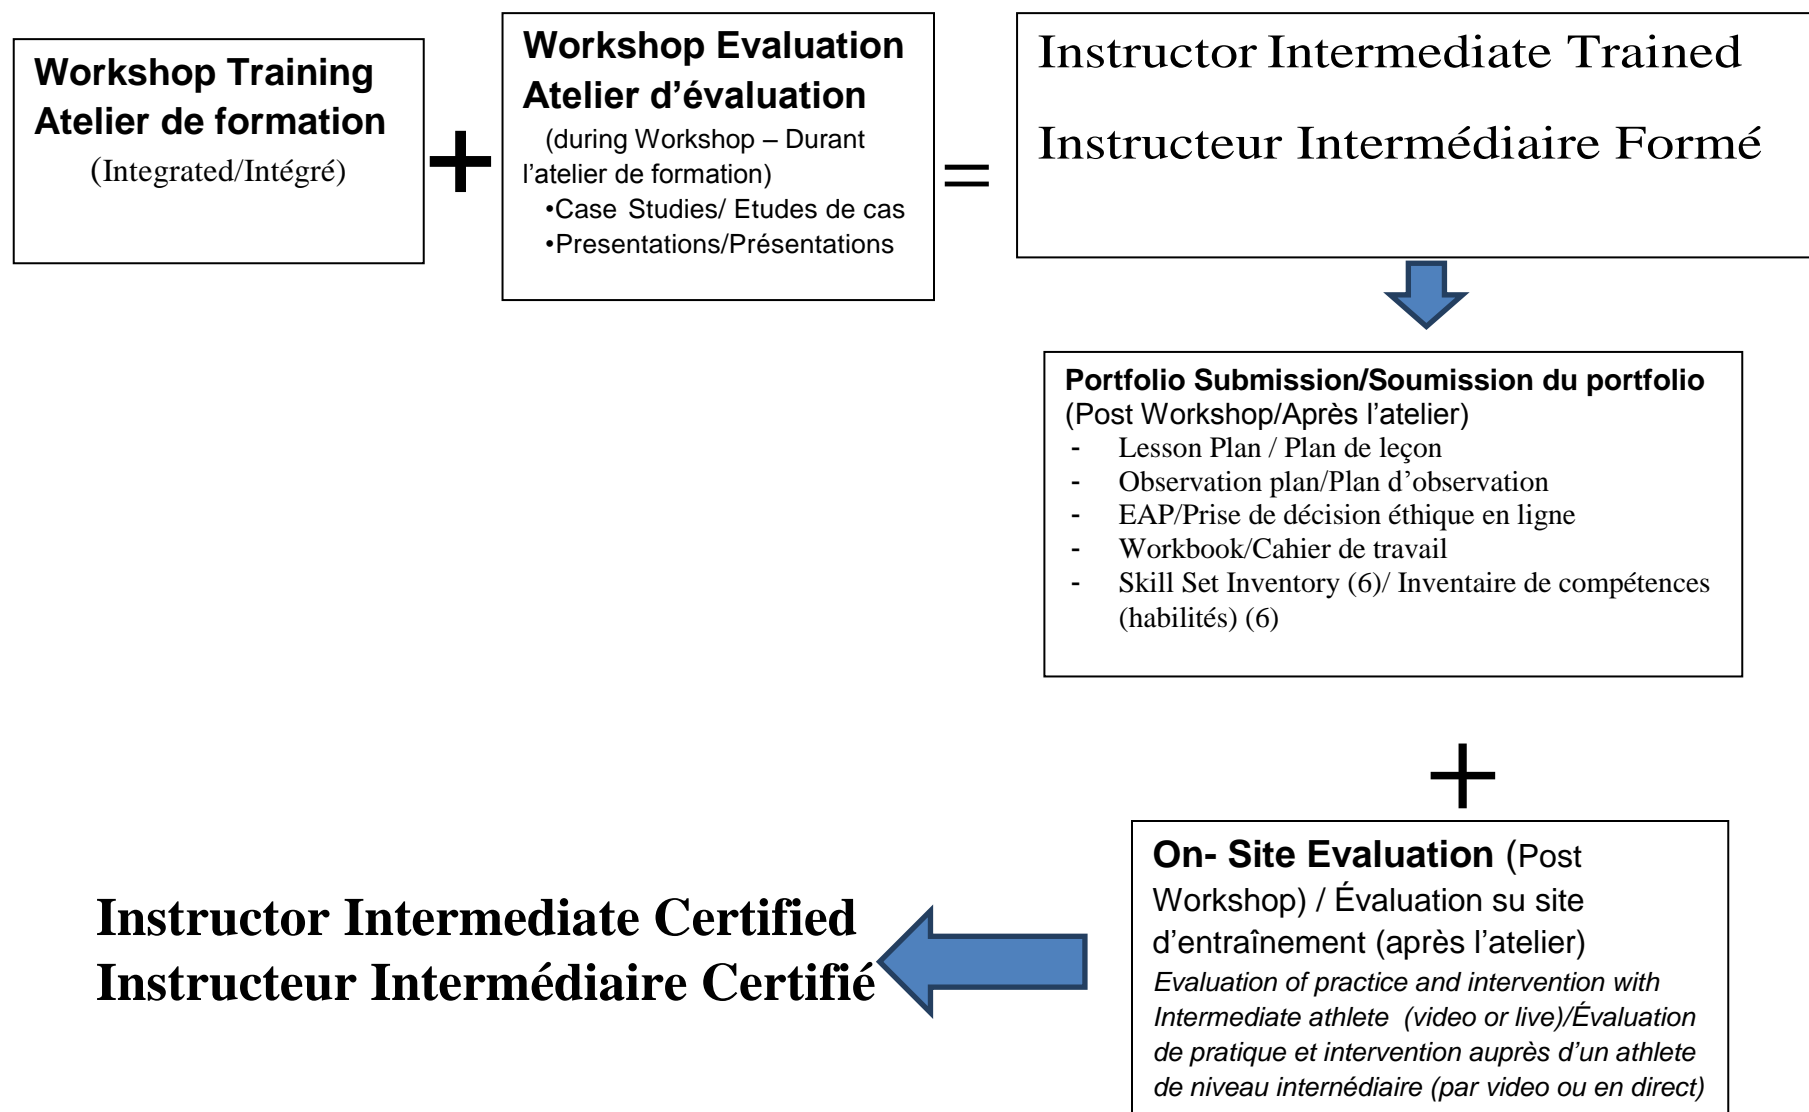 Workshop Training
Atelier de formation
(Integrated/Intégré)
+
Workshop Evaluation
Atelier d’évaluation
(during Workshop – Durant
l’atelier de formation)
•Case Studies/ Etudes de cas
•Presentations/Présentations
=
Instructor Intermediate Trained
Instructeur Intermédiaire Formé
Portfolio Submission/Soumission du portfolio
(Post Workshop/Après l’atelier)
- Lesson Plan / Plan de leçon
- Observation plan/Plan d’observation
- EAP/Prise de décision éthique en ligne
- Workbook/Cahier de travail
- Skill Set Inventory (6)/ Inventaire de compétences
(habilités) (6)
+
On- Site Evaluation (Post
Workshop) / Évaluation su site
d’entraînement (après l’atelier)
Evaluation of practice and intervention with
Intermediate athlete (video or live)/Évaluation
de pratique et intervention auprès d’un athlete
de niveau internédiaire (par video ou en direct)
Instructor Intermediate Certified
Instructeur Intermédiaire Certifié